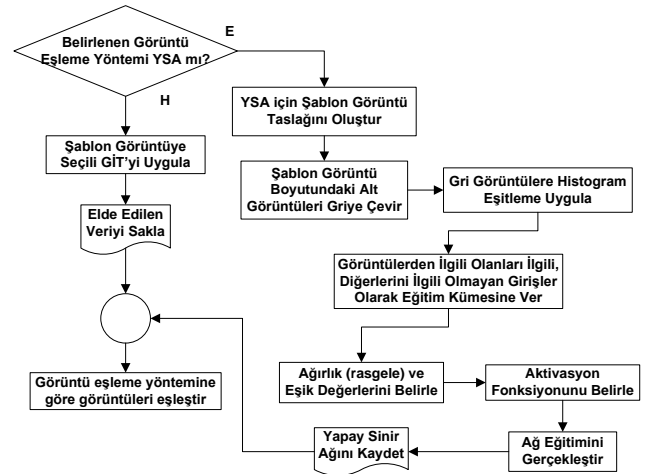 Belirlenen Görüntü
Eşleme Yöntemi YSA mı?
E
H
Şablon Görüntüye
Seçili GİT'yi Uygula
Elde Edilen
Veriyi Sakla
Görüntü eşleme yöntemine
göre görüntüleri eşleştir
YSA için Şablon Görüntü
Taslağını Oluştur
Şablon Görüntü
Boyutundaki Alt
Görüntüleri Griye Çevir
Gri Görüntülere Histogram
Eşitleme Uygula
Görüntülerden İlgili Olanları İlgili,
Diğerlerini İlgili Olmayan Girişler
Olarak Eğitim Kümesine Ver
Ağırlık (rasgele) ve
Eşik Değerlerini Belirle
Aktivasyon
Fonksiyonunu Belirle
Ağ Eğitimini
Gerçekleştir
Yapay Sinir
Ağını Kaydet